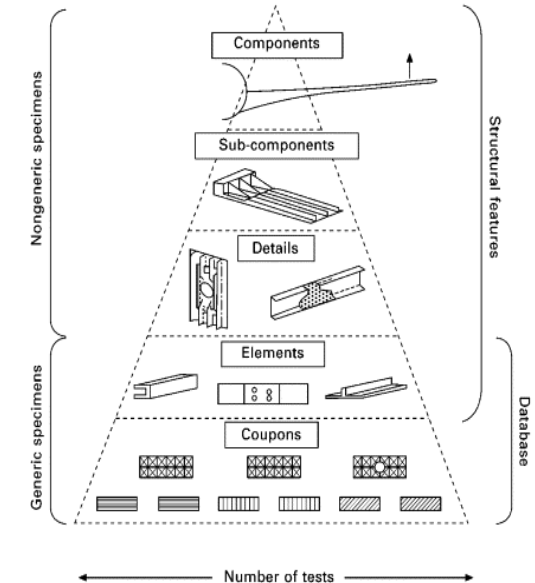 Components
Sub-components
Details
Elements
Coupons
Nongeneric specimens
Generic specimens
Structural features
Database
Number of tests